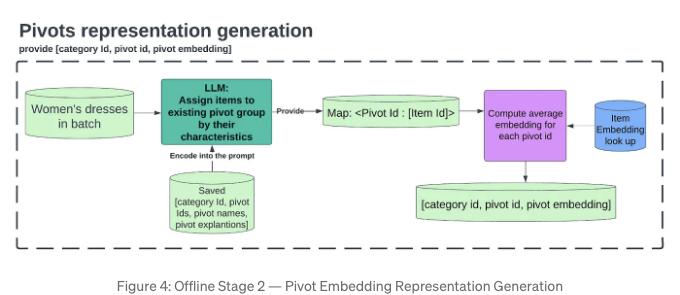 Pivots representation generation
provide [category Id, pivot id, pivot embedding]
Women's dresses
in batch
LLM:
Assign items to
existing pivot group
by their
characteristics
Provide
Map: <Pivot Id : [Item Id]>
Compute average
embedding for
each pivot id
Item
Embedding
look up
Encode into the prompt
Saved
[category Id, pivot
Ids, pivot names,
pivot explantions]
[category id, pivot id, pivot embedding]
Figure 4: Offline Stage 2 — Pivot Embedding Representation Generation